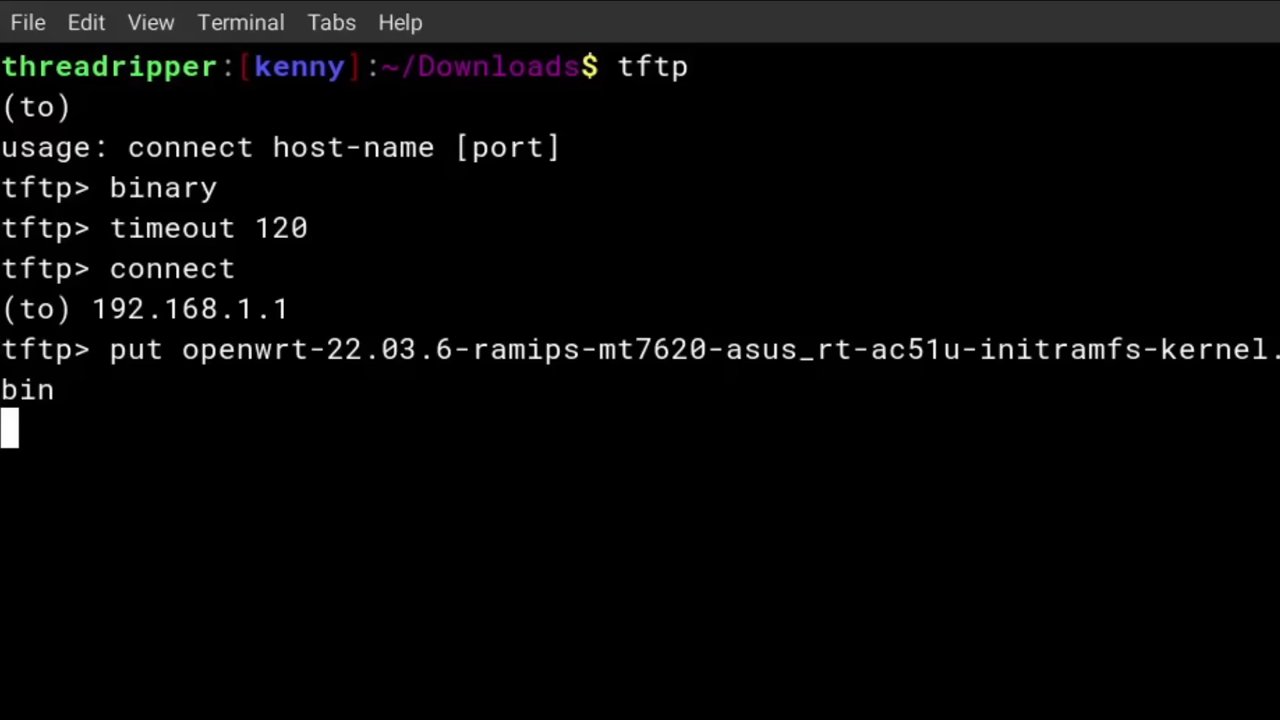 File Edit View Terminal Tabs Help
threadripper:[kenny]:~/Downloads$ tftp
(to)
usage: connect host-name [port]
tftp> binary
tftp> timeout 120
tftp> connect
(to) 192.168.1.1
tftp> put openwrt-22.03.6-ramips-mt7620-asus_rt-ac51u-initramfs-kernel.
bin